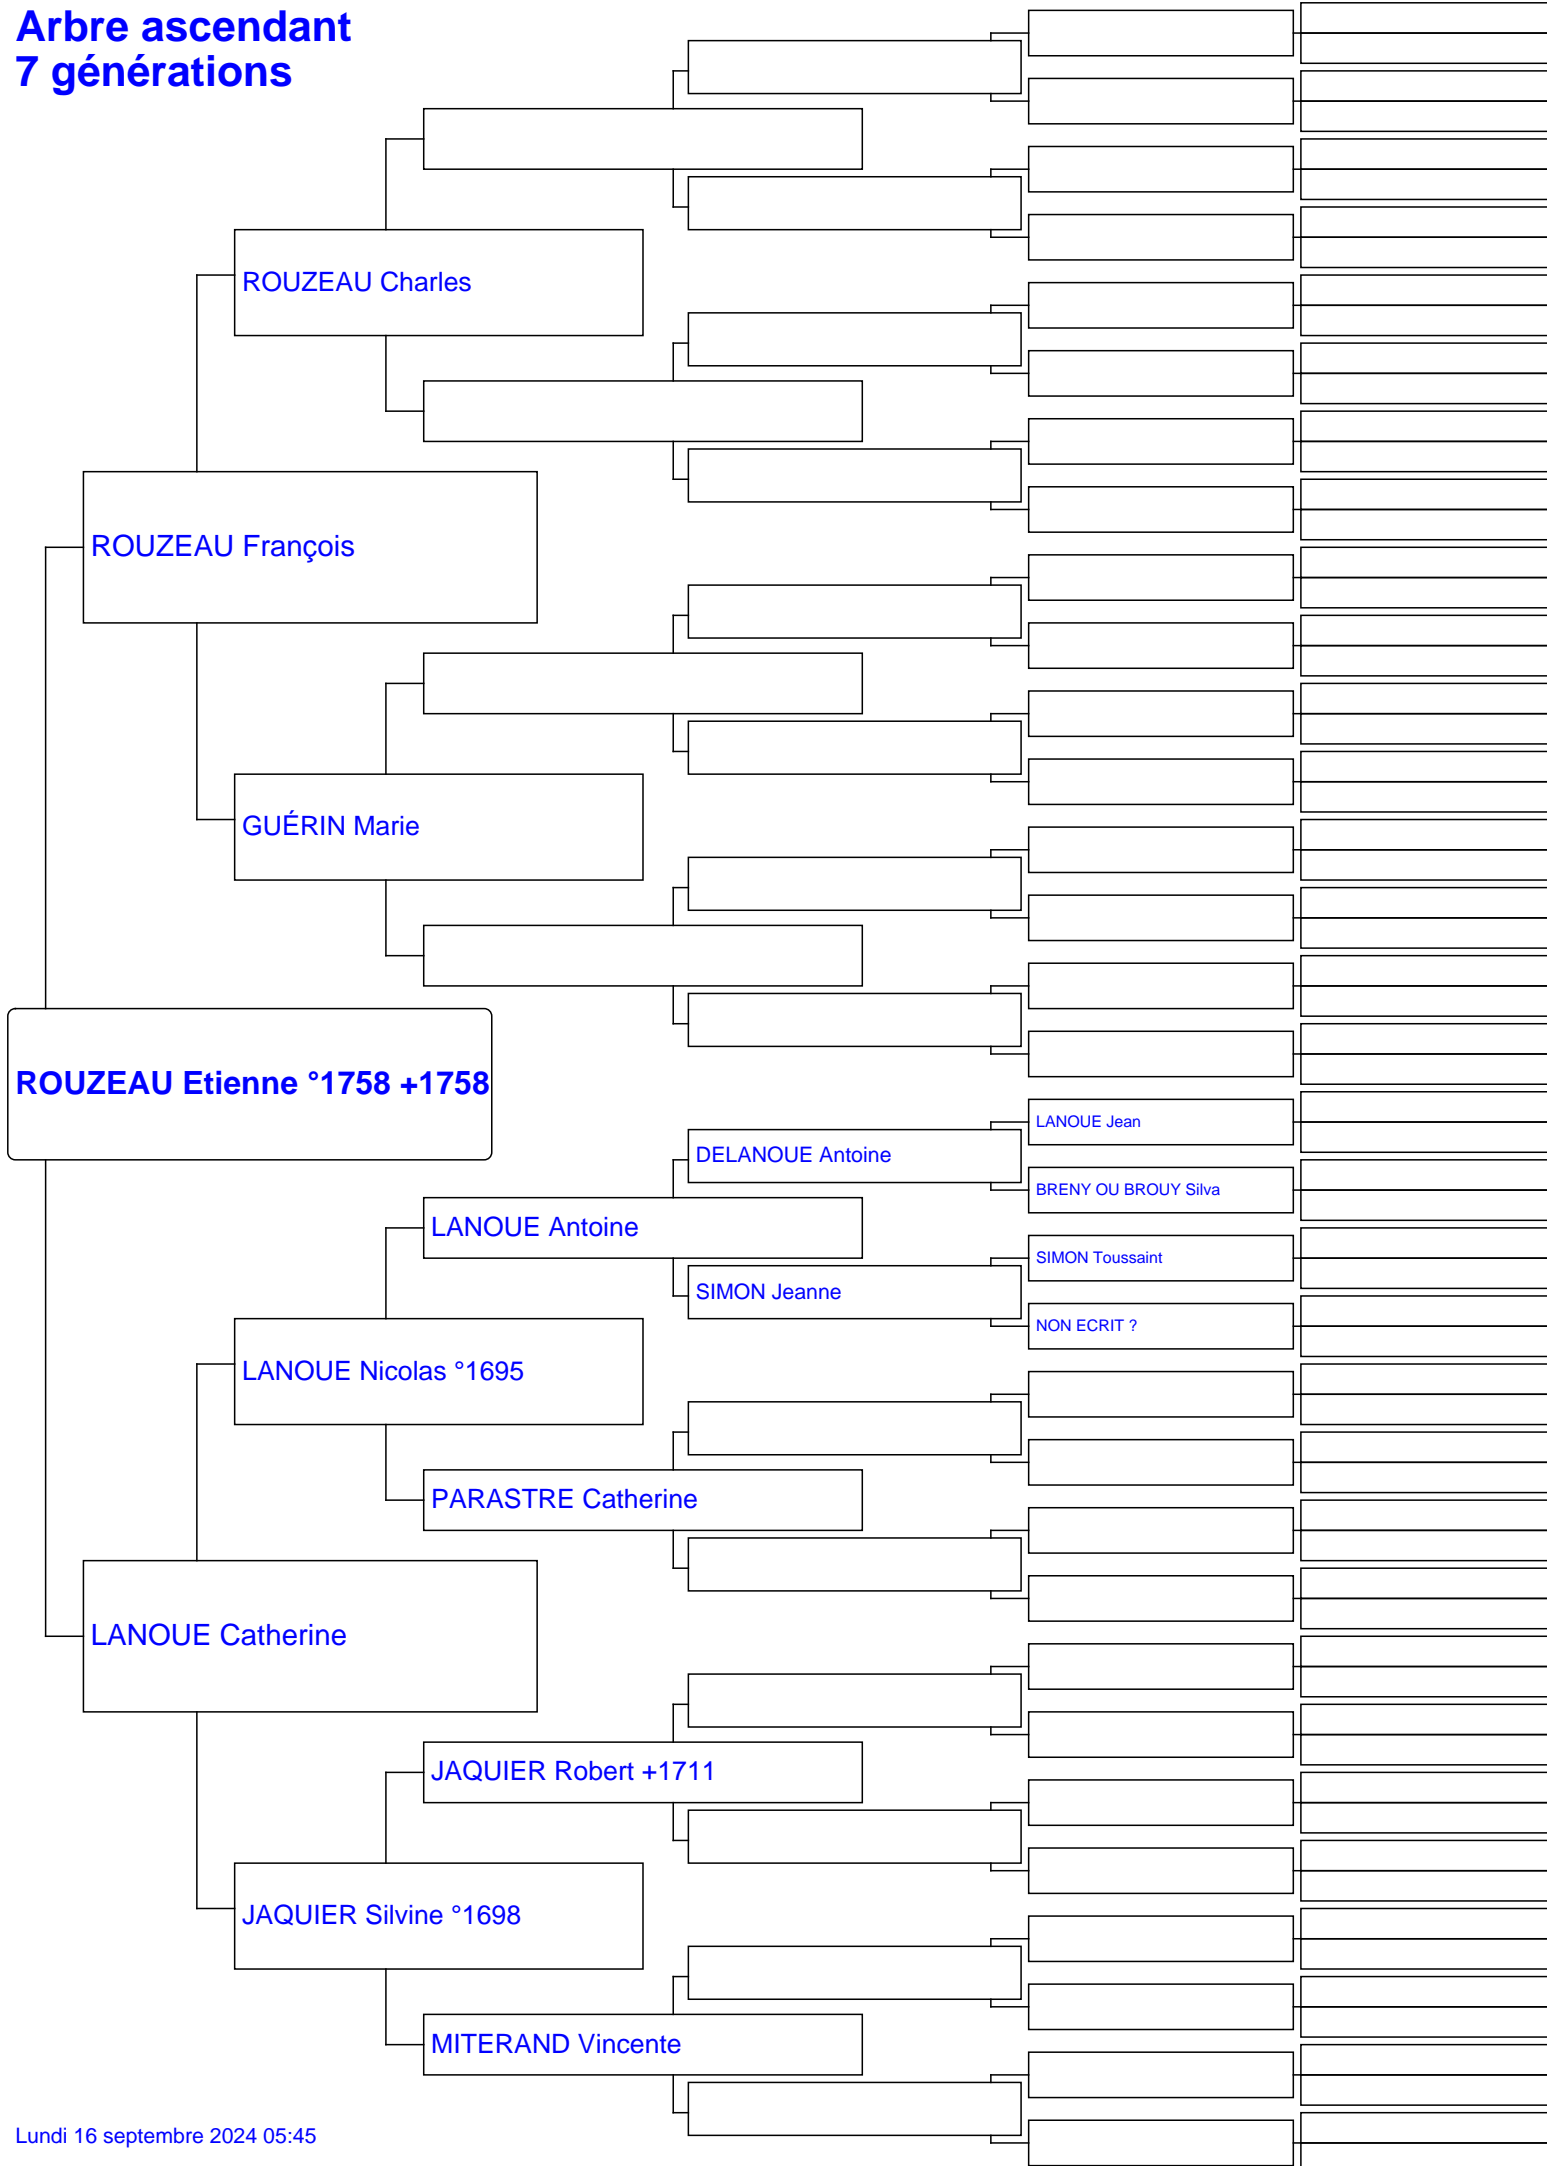 Arbre ascendant
7 générations
ROUZEAU Charles
ROUZEAU François
GUÉRIN Marie
ROUZEAU Etienne °1758 +1758
LANOUE Jean
DELANOUE Antoine
BRENY OU BROUY Silva
LANOUE Antoine
SIMON Toussaint
SIMON Jeanne
NON ECRIT ?
LANOUE Nicolas °1695
PARASTRE Catherine
LANOUE Catherine
JAQUIER Robert +1711
JAQUIER Silvine °1698
MITERAND Vincente
Lundi 16 septembre 2024 05:45